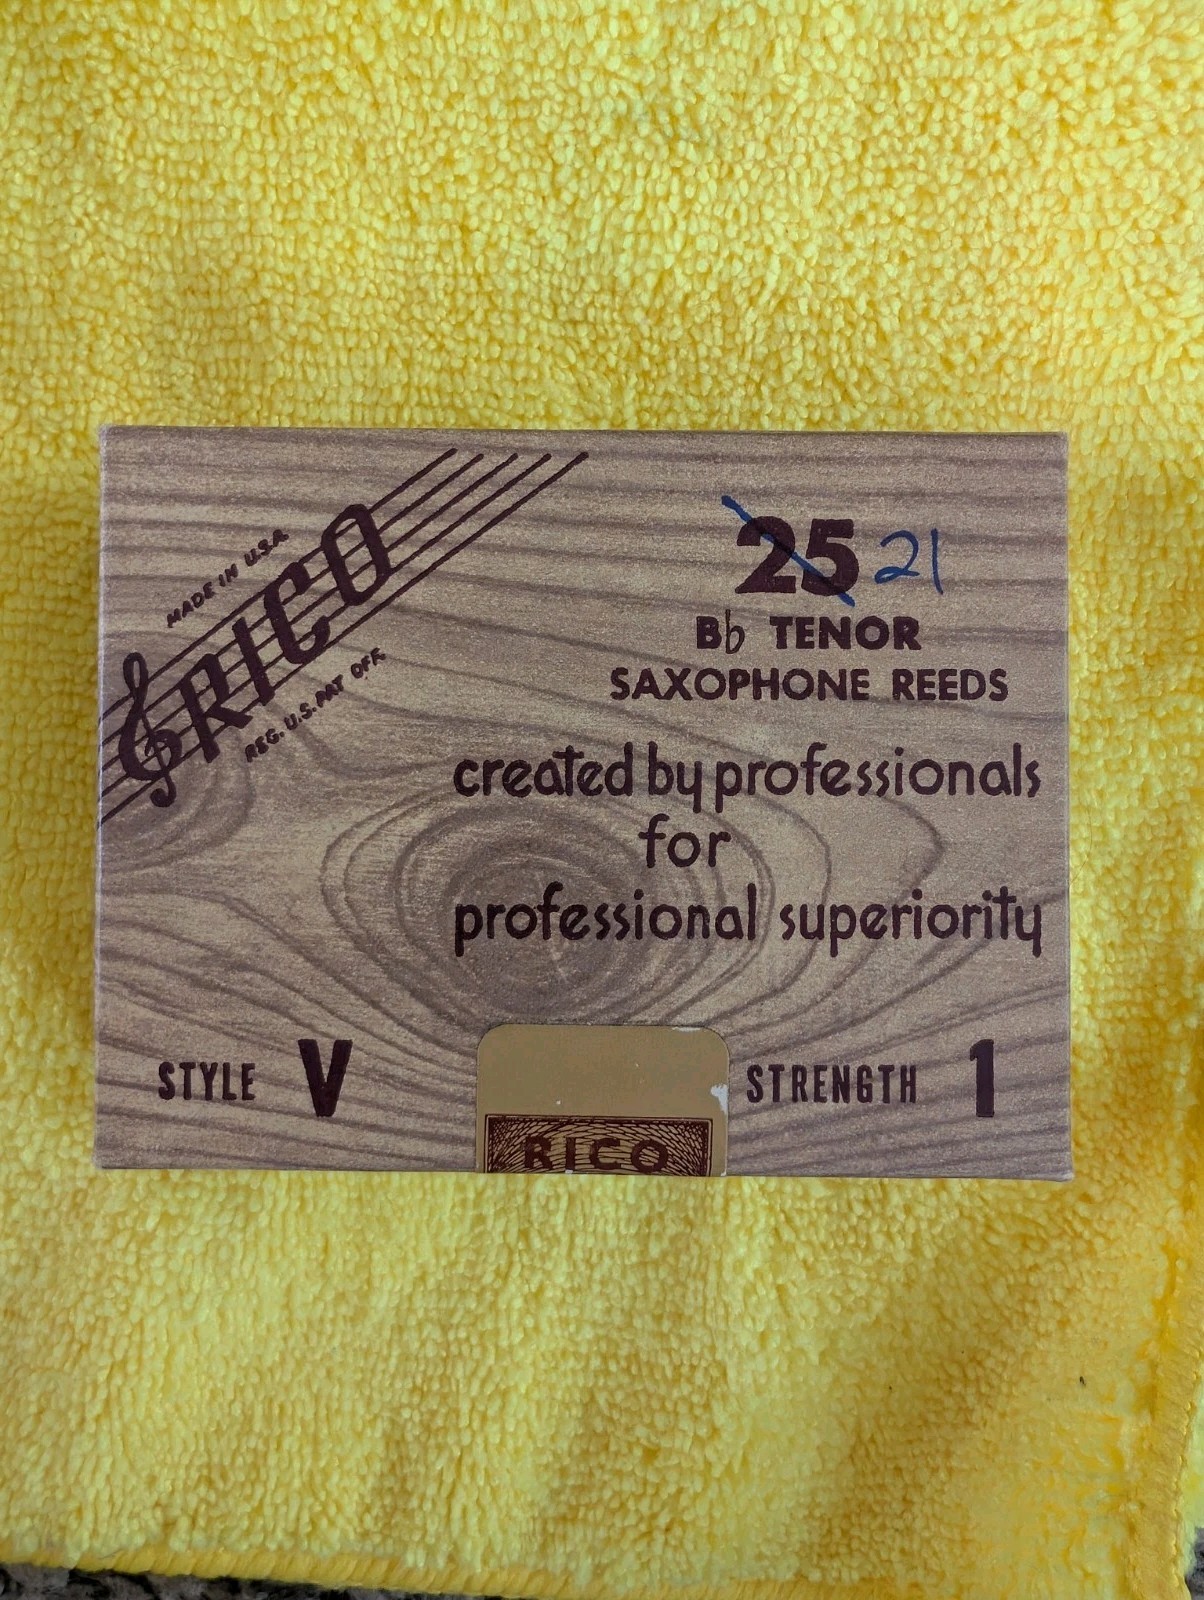 MADE IN U.S.A.
RICO
REG. U.S. PAT OFF.
25 21
B♭ TENOR
SAXOPHONE REEDS
created by professionals
for
professional superiority
STYLE V
STRENGTH 1
RICO